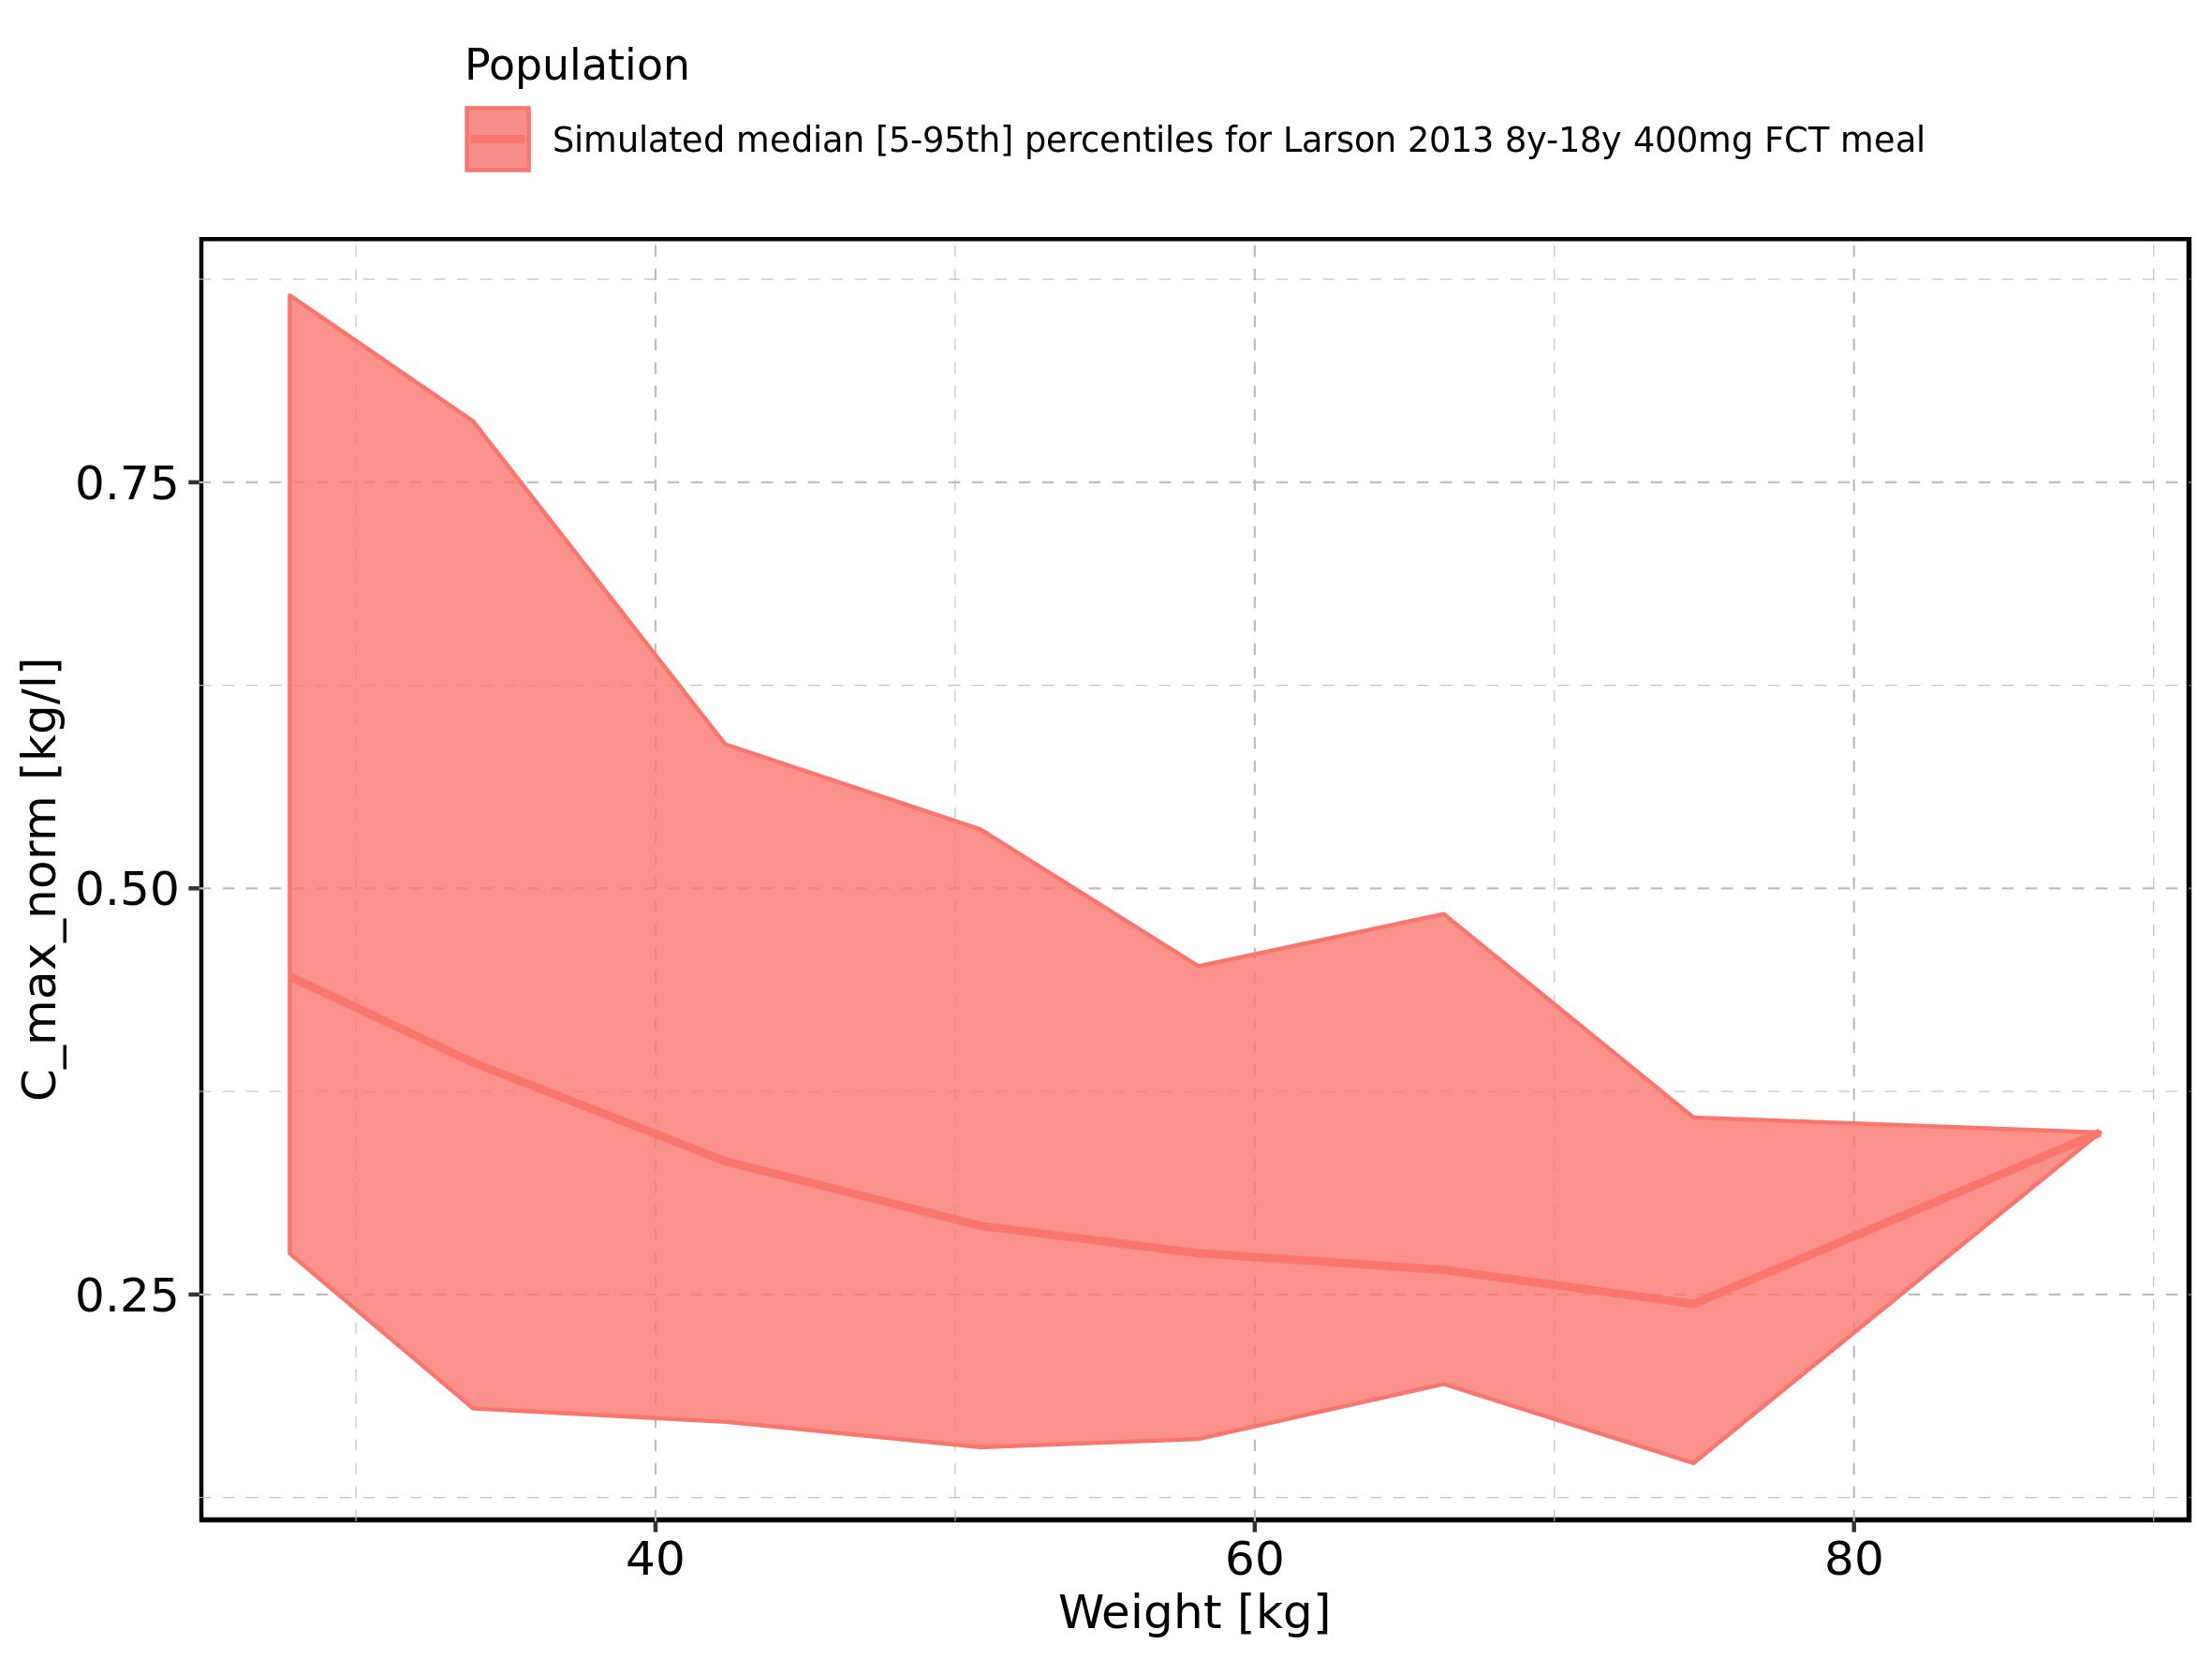 Population
Simulated median [5-95th] percentiles for Larson 2013 8y-18y 400mg FCT meal
C_max_norm [kg/l]
0.75
0.50
0.25
40 60 80
Weight [kg]